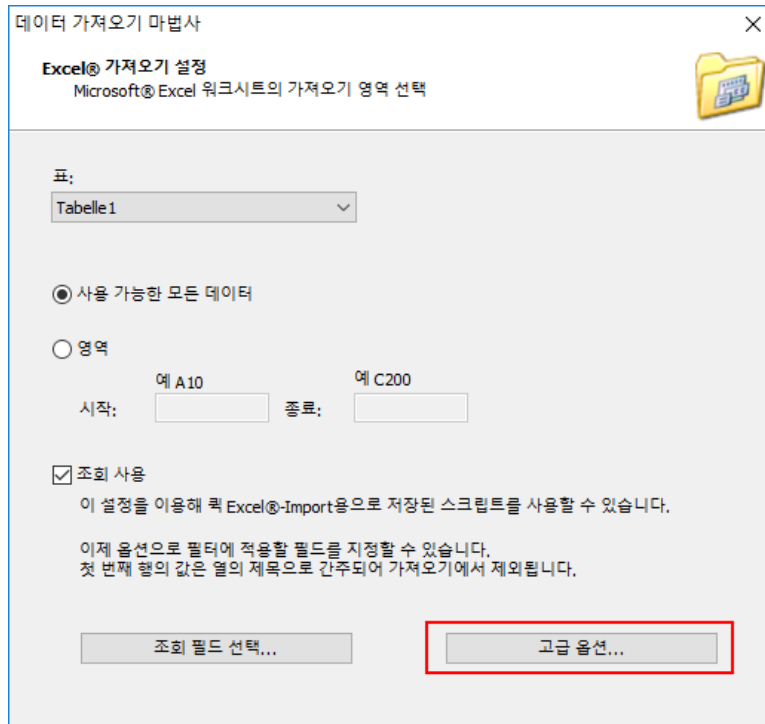 데이터 가져오기 마법사
Excel® 가져오기 설정
Microsoft® Excel 워크시트의 가져오기 영역 선택
표:
Tabelle1
사용 가능한 모든 데이터
영역
예 A10 예 C200
시작: 종료:
조회 사용
이 설정을 이용해 퀵 Excel®-Import용으로 저장된 스크립트를 사용할 수 있습니다.
이제 옵션으로 필터에 적용할 필드를 지정할 수 있습니다.
첫 번째 행의 값은 열의 제목으로 간주되어 가져오기에서 제외됩니다.
조회 필드 선택... 고급 옵션...